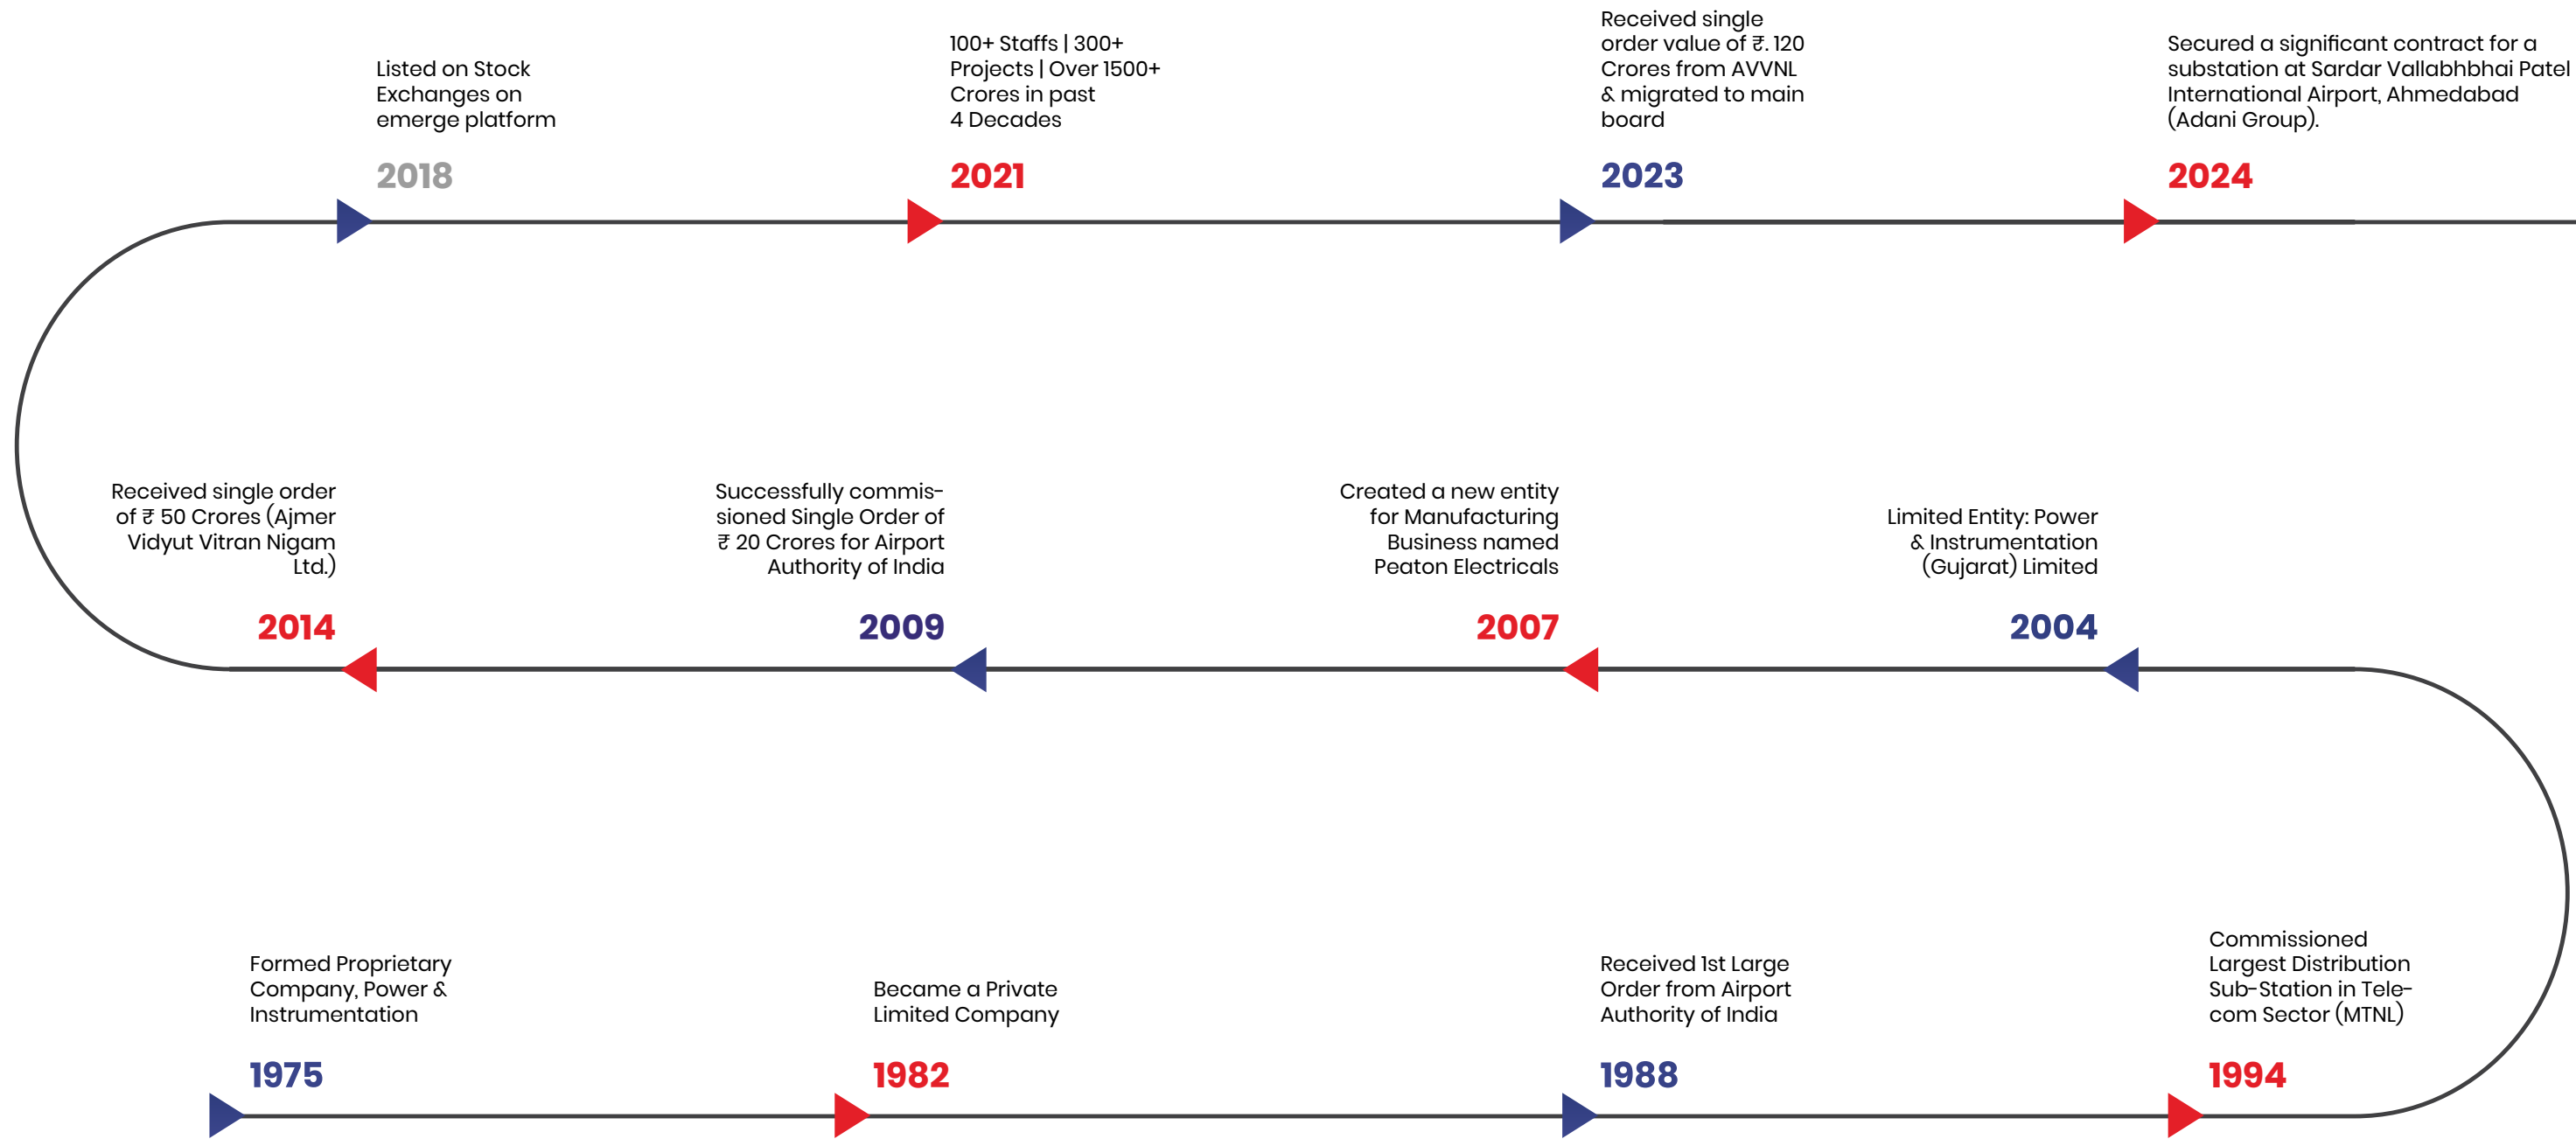 Listed on Stock
Exchanges on
emerge platform
2018
100+ Staffs | 300+
Projects | Over 1500+
Crores in past
4 Decades
2021
Received single
order value of ₹. 120
Crores from AVVNL
& migrated to main
board
2023
Secured a significant contract for a
substation at Sardar Vallabhbhai Patel
International Airport, Ahmedabad
(Adani Group).
2024
Received single order
of ₹ 50 Crores (Ajmer
Vidyut Vitran Nigam
Ltd.)
2014
Successfully commis-
sioned Single Order of
₹ 20 Crores for Airport
Authority of India
2009
Created a new entity
for Manufacturing
Business named
Peaton Electricals
2007
Limited Entity: Power
& Instrumentation
(Gujarat) Limited
2004
Formed Proprietary
Company, Power &
Instrumentation
1975
Became a Private
Limited Company
1982
Received 1st Large
Order from Airport
Authority of India
1988
Commissioned
Largest Distribution
Sub-Station in Tele-
com Sector (MTNL)
1994